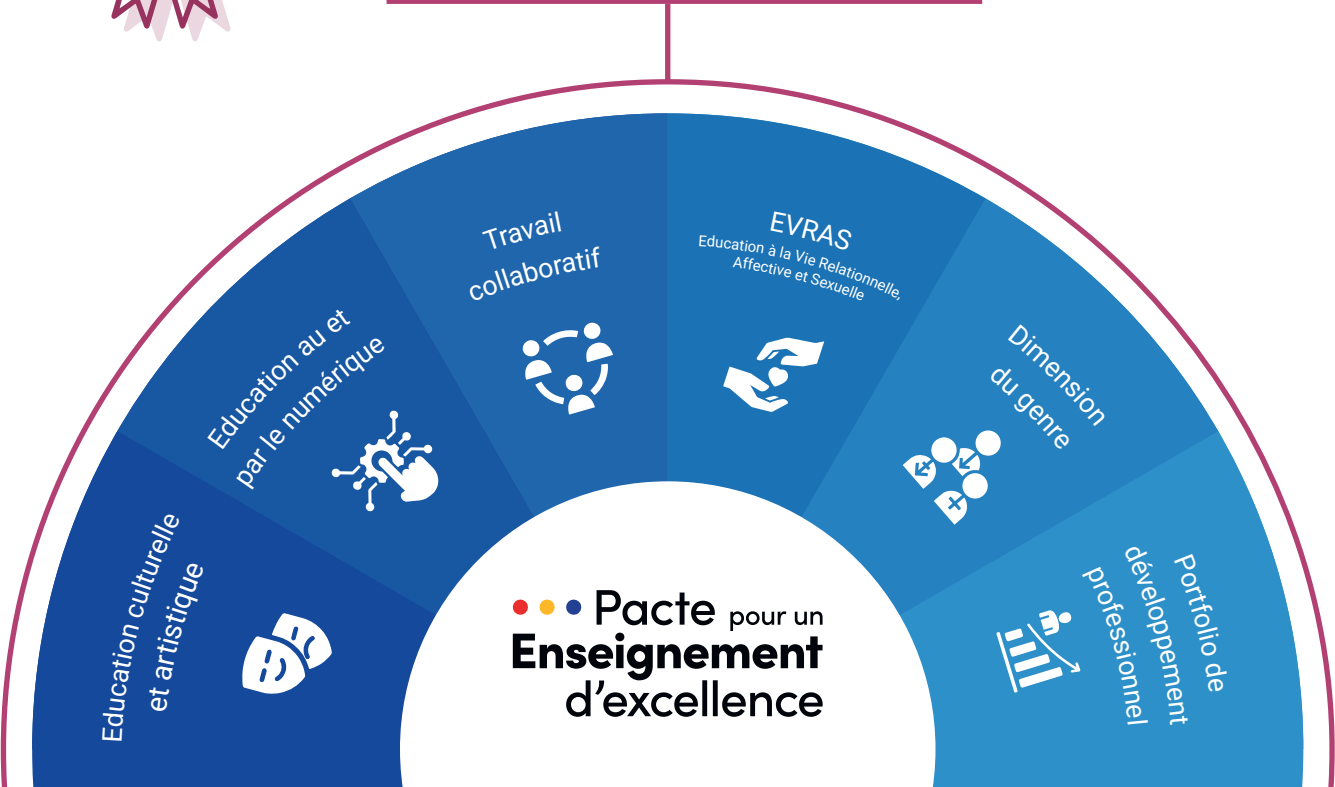 Education culturelle
et artistique
Education au et
par le numérique
Travail
collaboratif
EVRAS
Education à la Vie Relationnelle,
Affective et Sexuelle
Dimension
du genre
Portfolio de
développement
professionnel
Pacte pour un
Enseignement
d’excellence